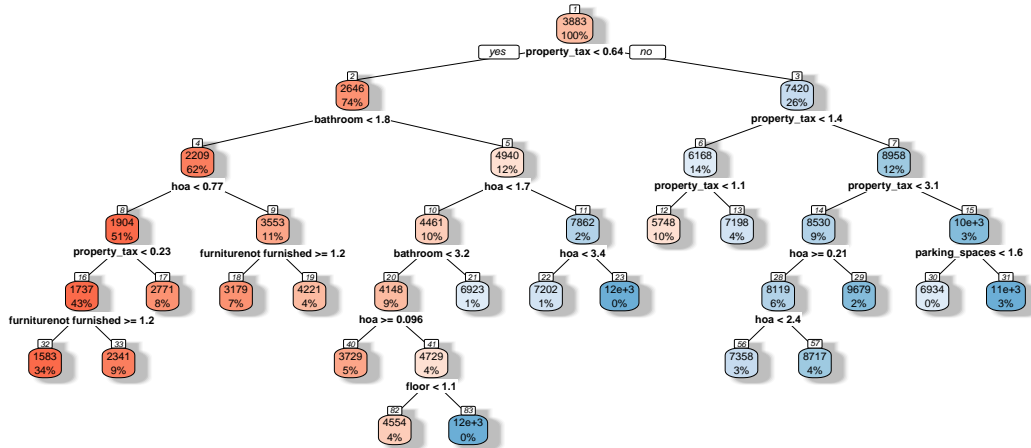 1
3883
100%
yes property_tax < 0.64 no
2 3
2646 7420
74% 26%
bathroom < 1.8 property_tax < 1.4
4 5 6 7
2209 4940 6168 8958
62% 12% 14% 12%
hoa < 0.77 hoa < 1.7 property_tax < 1.1 property_tax < 3.1
8 9 10 11 12 13 14 15
1904 3553 4461 7862 5748 7198 8530 10e+3
51% 11% 10% 2% 10% 4% 9% 3%
property_tax < 0.23 furniturenot furnished >= 1.2 bathroom < 3.2 hoa < 3.4 hoa >= 0.21 parking_spaces < 1.6
16 17 18 19 20 21 22 23 28 29 30 31
1737 2771 3179 4221 4148 6923 7202 12e+3 8119 9679 6934 11e+3
43% 8% 7% 4% 9% 1% 1% 0% 6% 2% 0% 3%
furniturenot furnished >= 1.2 hoa >= 0.096 hoa < 2.4
32 33 40 41 56 57
1583 2341 3729 4729 7358 8717
34% 9% 5% 4% 3% 4%
floor < 1.1
82 83
4554 12e+3
4% 0%